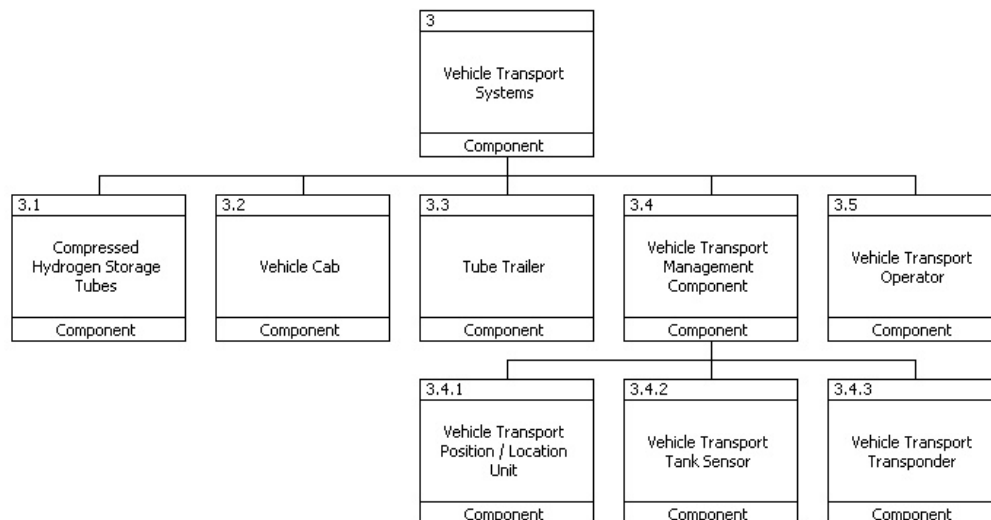 3
Vehicle Transport
Systems
Component
3.1
Compressed
Hydrogen Storage
Tubes
Component
3.2
Vehicle Cab
Component
3.3
Tube Trailer
Component
3.4
Vehicle Transport
Management
Component
Component
3.5
Vehicle Transport
Operator
Component
3.4.1
Vehicle Transport
Position / Location
Unit
Component
3.4.2
Vehicle Transport
Tank Sensor
Component
3.4.3
Vehicle Transport
Transponder
Component